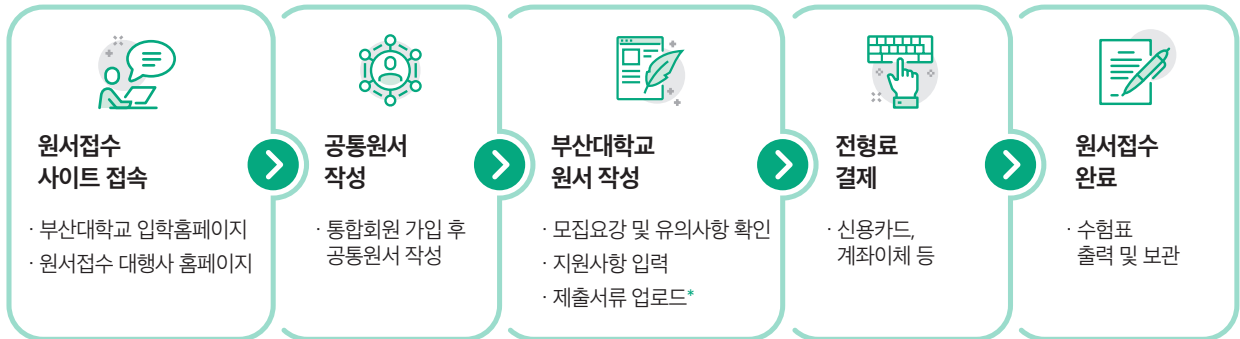 원서접수
사이트 접속
· 부산대학교 입학홈페이지
· 원서접수 대행사 홈페이지
공통원서
작성
· 통합회원 가입 후
공통원서 작성
부산대학교
원서 작성
· 모집요강 및 유의사항 확인
· 지원사항 입력
· 제출서류 업로드*
전형료
결제
· 신용카드,
계좌이체 등
원서접수
완료
· 수험표
출력 및 보관